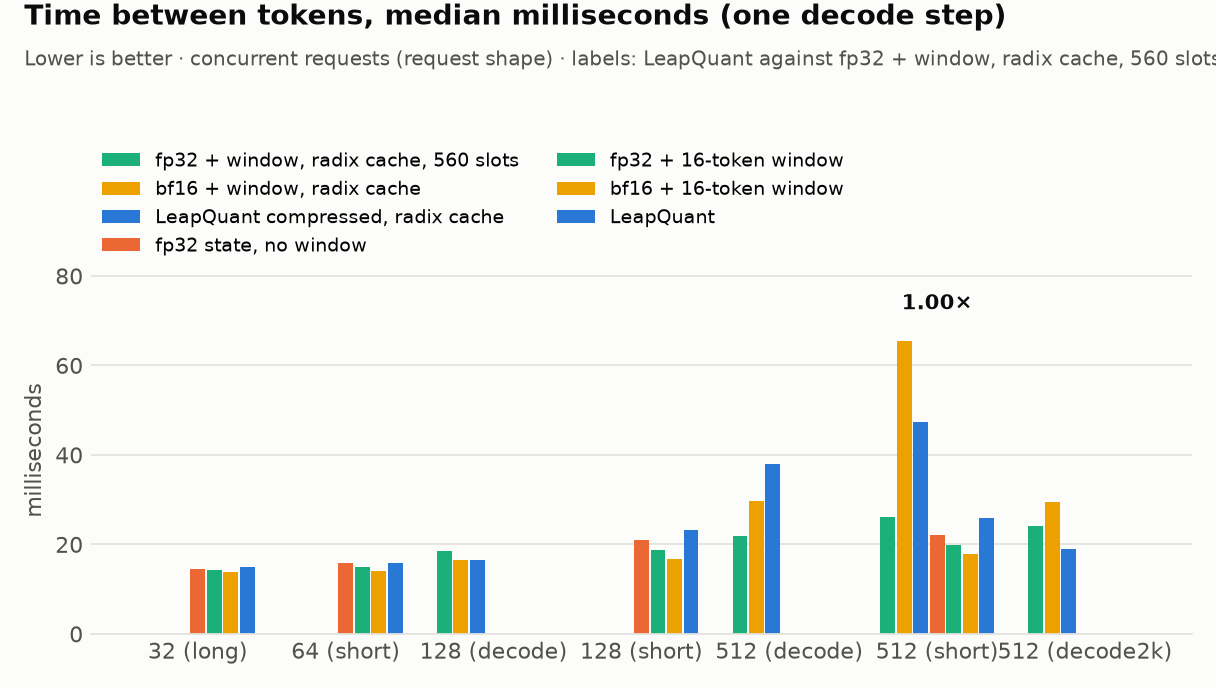 Time between tokens, median milliseconds (one decode step)
Lower is better · concurrent requests (request shape) · labels: LeapQuant against fp32 + window, radix cache, 560 slots
fp32 + window, radix cache, 560 slots
bf16 + window, radix cache
LeapQuant compressed, radix cache
fp32 state, no window
fp32 + 16-token window
bf16 + 16-token window
LeapQuant
milliseconds
80
60
40
20
0
1.00×
32 (long)
64 (short)
128 (decode)
128 (short)
512 (decode)
512 (short)
512 (decode2k)